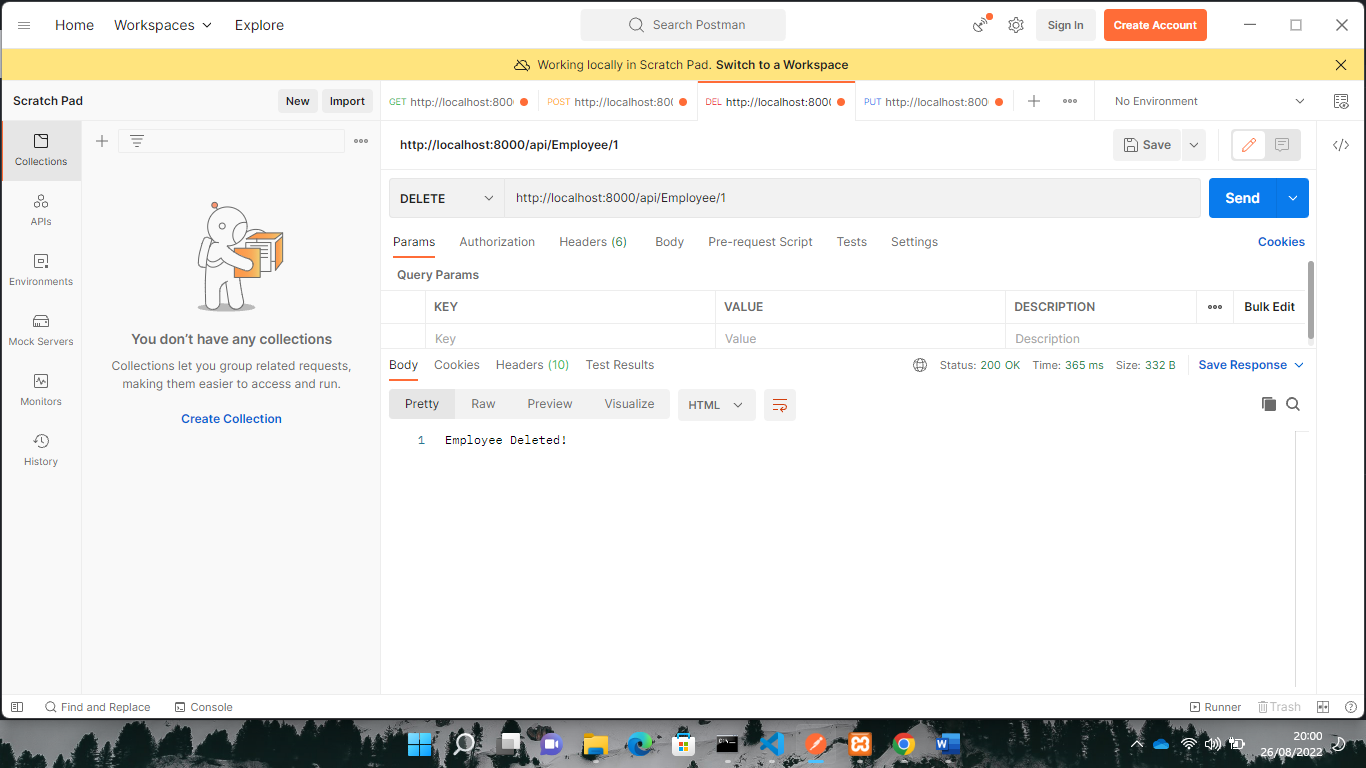 Home Workspaces Explore Search Postman Sign In Create Account
Working locally in Scratch Pad. Switch to a Workspace
Scratch Pad New Import GET http://localhost:800 POST http://localhost:800 DEL http://localhost:800 PUT http://localhost:800 No Environment
Collections
APIs
Environments
Mock Servers
Monitors
History
You don't have any collections
Collections let you group related requests,
making them easier to access and run.
Create Collection
http://localhost:8000/api/Employee/1 Save
DELETE http://localhost:8000/api/Employee/1 Send
Params Authorization Headers (6) Body Pre-request Script Tests Settings Cookies
Query Params
KEY VALUE DESCRIPTION Bulk Edit
Key Value Description
Body Cookies Headers (10) Test Results Status: 200 OK Time: 365 ms Size: 332 B Save Response
Pretty Raw Preview Visualize HTML
1 Employee Deleted!
Find and Replace Console Runner Trash
20:00
26/08/2022